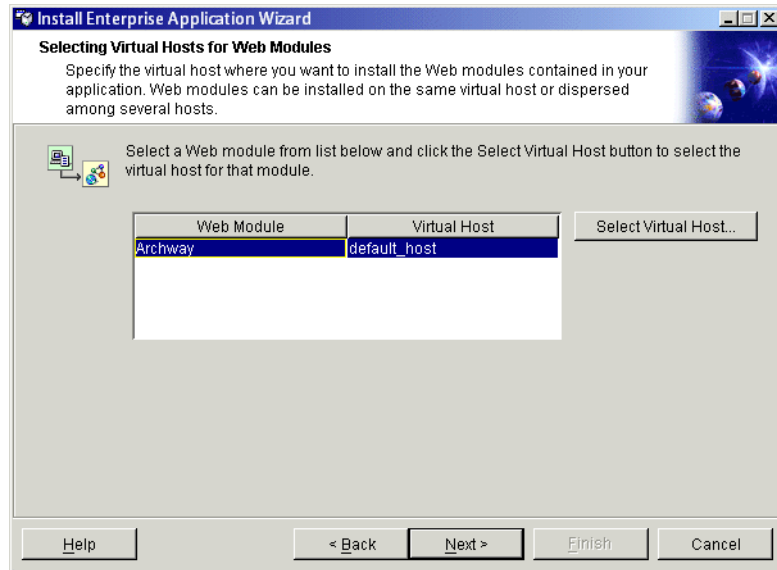 Install Enterprise Application Wizard
Selecting Virtual Hosts for Web Modules
Specify the virtual host where you want to install the Web modules contained in your
application. Web modules can be installed on the same virtual host or dispersed
among several hosts.
Select a Web module from list below and click the Select Virtual Host button to select the
virtual host for that module.
Web Module Virtual Host Select Virtual Host...
Archway default_host
Help < Back Next > Finish Cancel